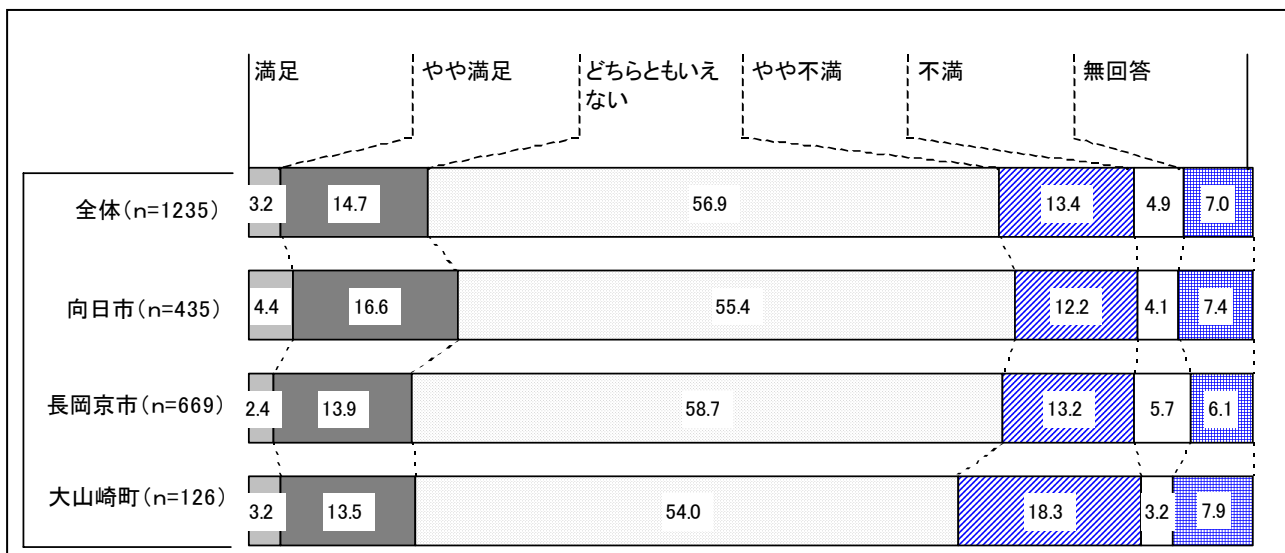 満足
やや満足
どちらともいえ
ない
やや不満
不満
無回答
全体(n=1235)
3.2
14.7
56.9
13.4
4.9
7.0
向日市(n=435)
4.4
16.6
55.4
12.2
4.1
7.4
長岡京市(n=669)
2.4
13.9
58.7
13.2
5.7
6.1
大山崎町(n=126)
3.2
13.5
54.0
18.3
3.2
7.9